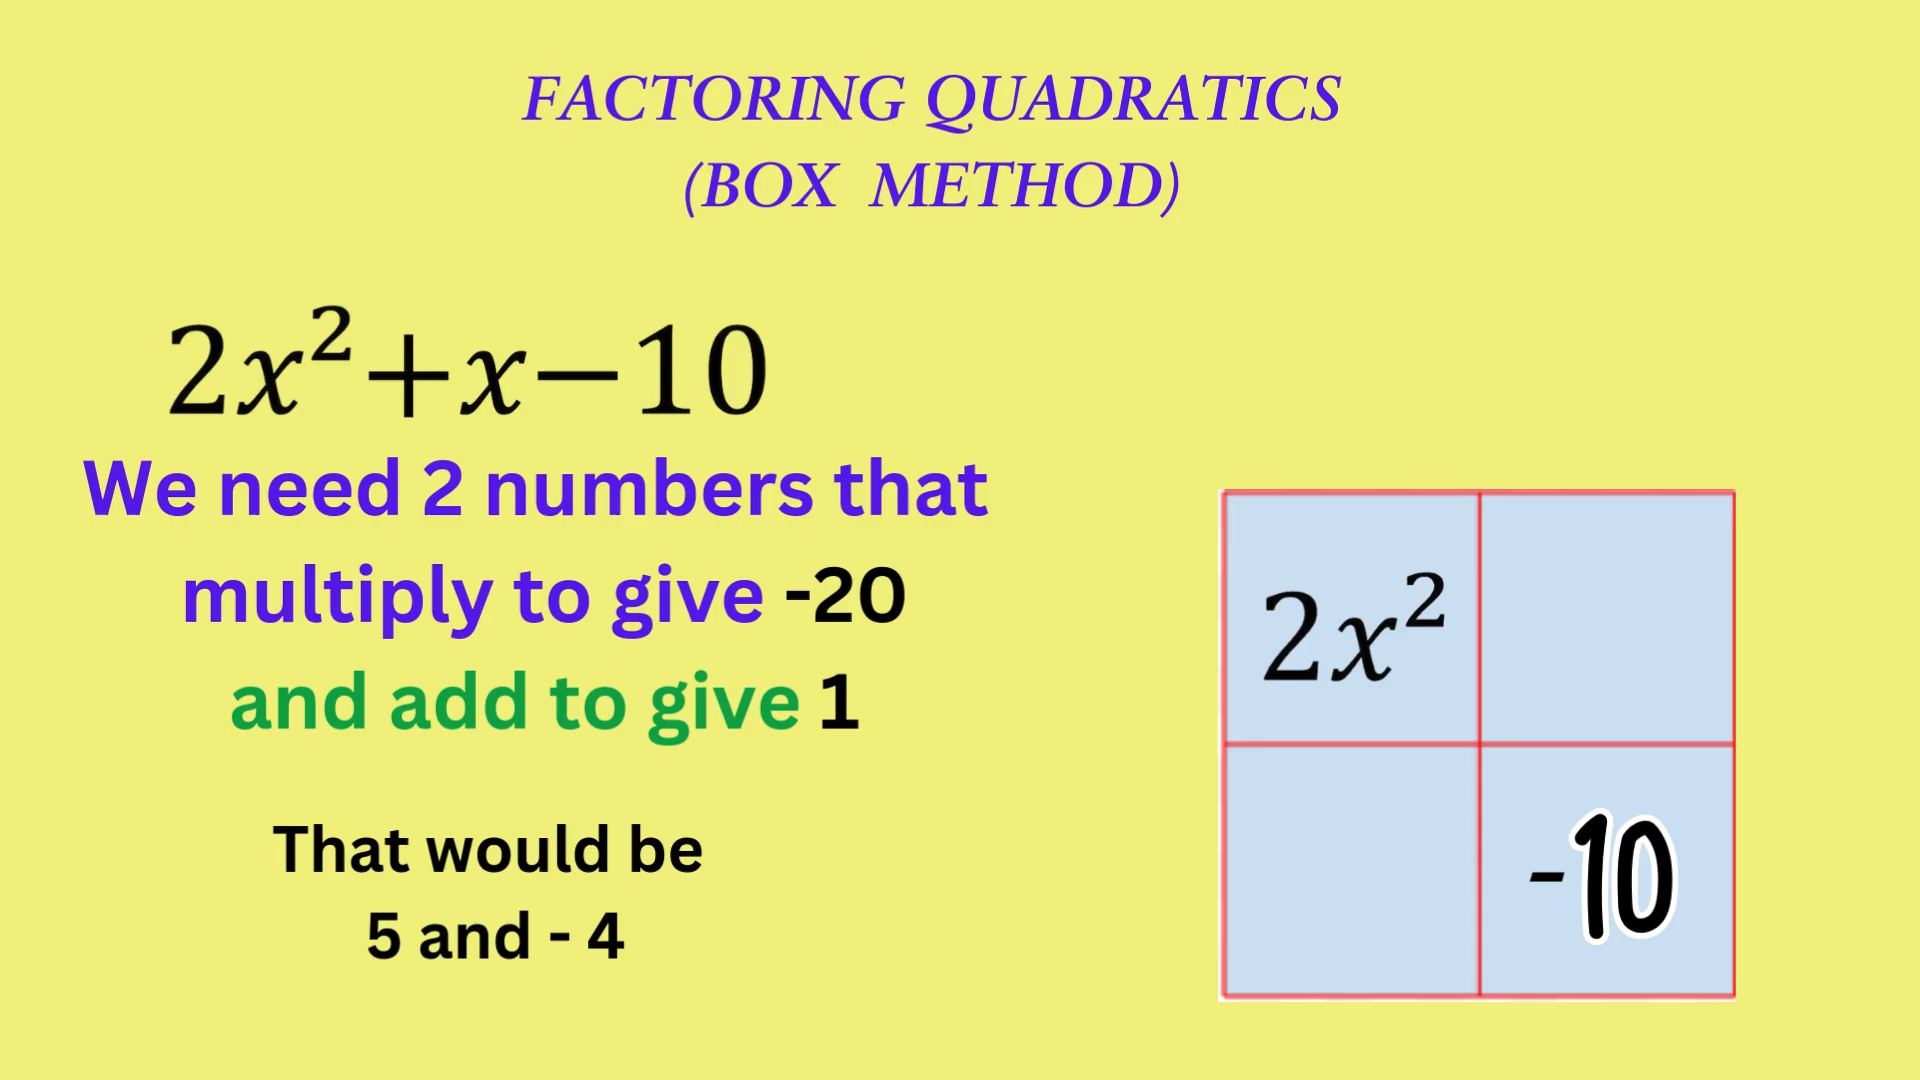 FACTORING QUADRATICS
(BOX METHOD)
2x²+x−10
We need 2 numbers that
multiply to give -20
and add to give 1
That would be
5 and - 4
2x²
-10